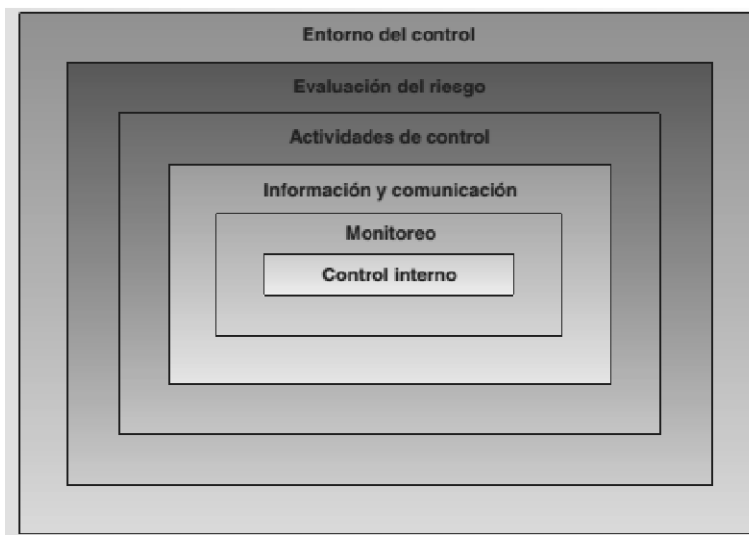 Entorno del control
Evaluación del riesgo
Actividades de control
Información y comunicación
Monitoreo
Control interno